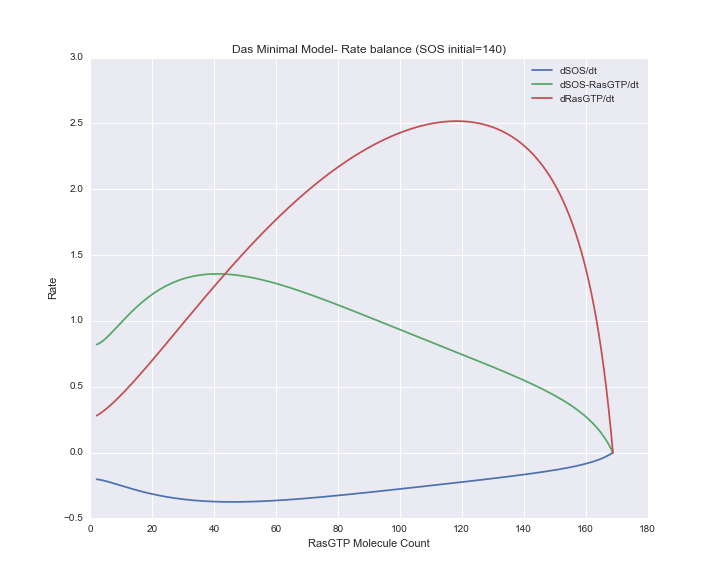 Das Minimal Model- Rate balance (SOS initial=140)
3.0
2.5
2.0
1.5
1.0
0.5
0.0
−0.5
Rate
dSOS/dt
dSOS-RasGTP/dt
dRasGTP/dt
0 20 40 60 80 100 120 140 160 180
RasGTP Molecule Count